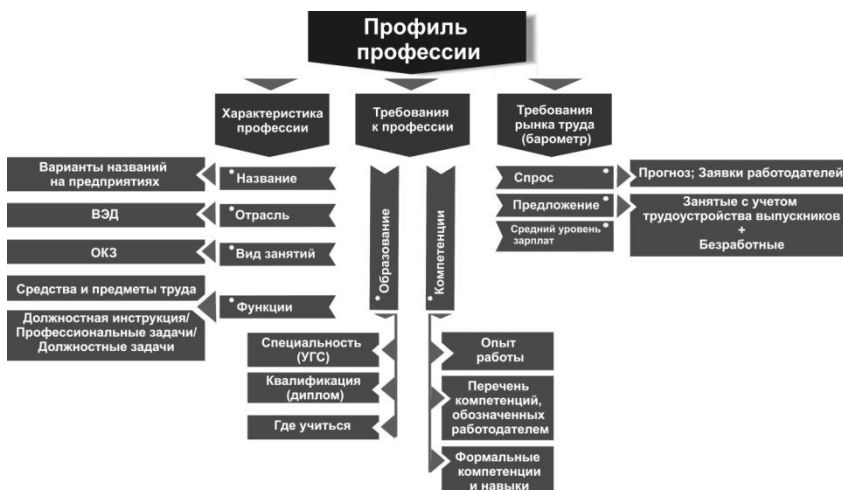 Профиль
профессии
Характеристика
профессии
Требования
к профессии
Требования
рынка труда
(барометр)
Варианты названий
на предприятиях
Название
ВЭД
Отрасль
ОКЗ
Вид занятий
Средства и предметы труда
Должностная инструкция/
Профессиональные задачи/
Должностные задачи
Функции
Образование
Специальность
(УГС)
Квалификация
(диплом)
Где учиться
Компетенции
Опыт
работы
Перечень
компетенций,
обозначенных
работодателем
Формальные
компетенции
и навыки
Спрос
Прогноз; Заявки работодателей
Предложение
Занятые с учетом
трудоустройства выпускников
+
Безработные
Средний уровень
зарплат